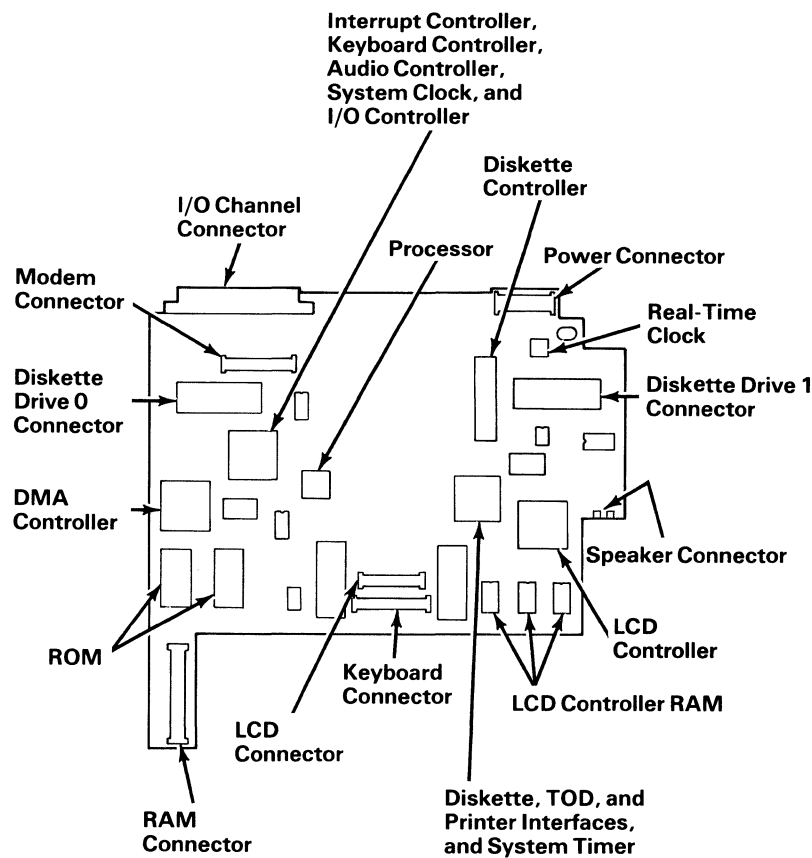 Interrupt Controller,
Keyboard Controller,
Audio Controller,
System Clock, and
I/O Controller
Diskette
Controller
I/O Channel
Connector
Processor
Power Connector
Modem
Connector
Real-Time
Clock
Diskette
Drive 0
Connector
Diskette Drive 1
Connector
DMA
Controller
Speaker Connector
ROM
LCD
Controller
Keyboard
Connector
LCD Controller RAM
LCD
Connector
Diskette, TOD, and
Printer Interfaces,
and System Timer
RAM
Connector